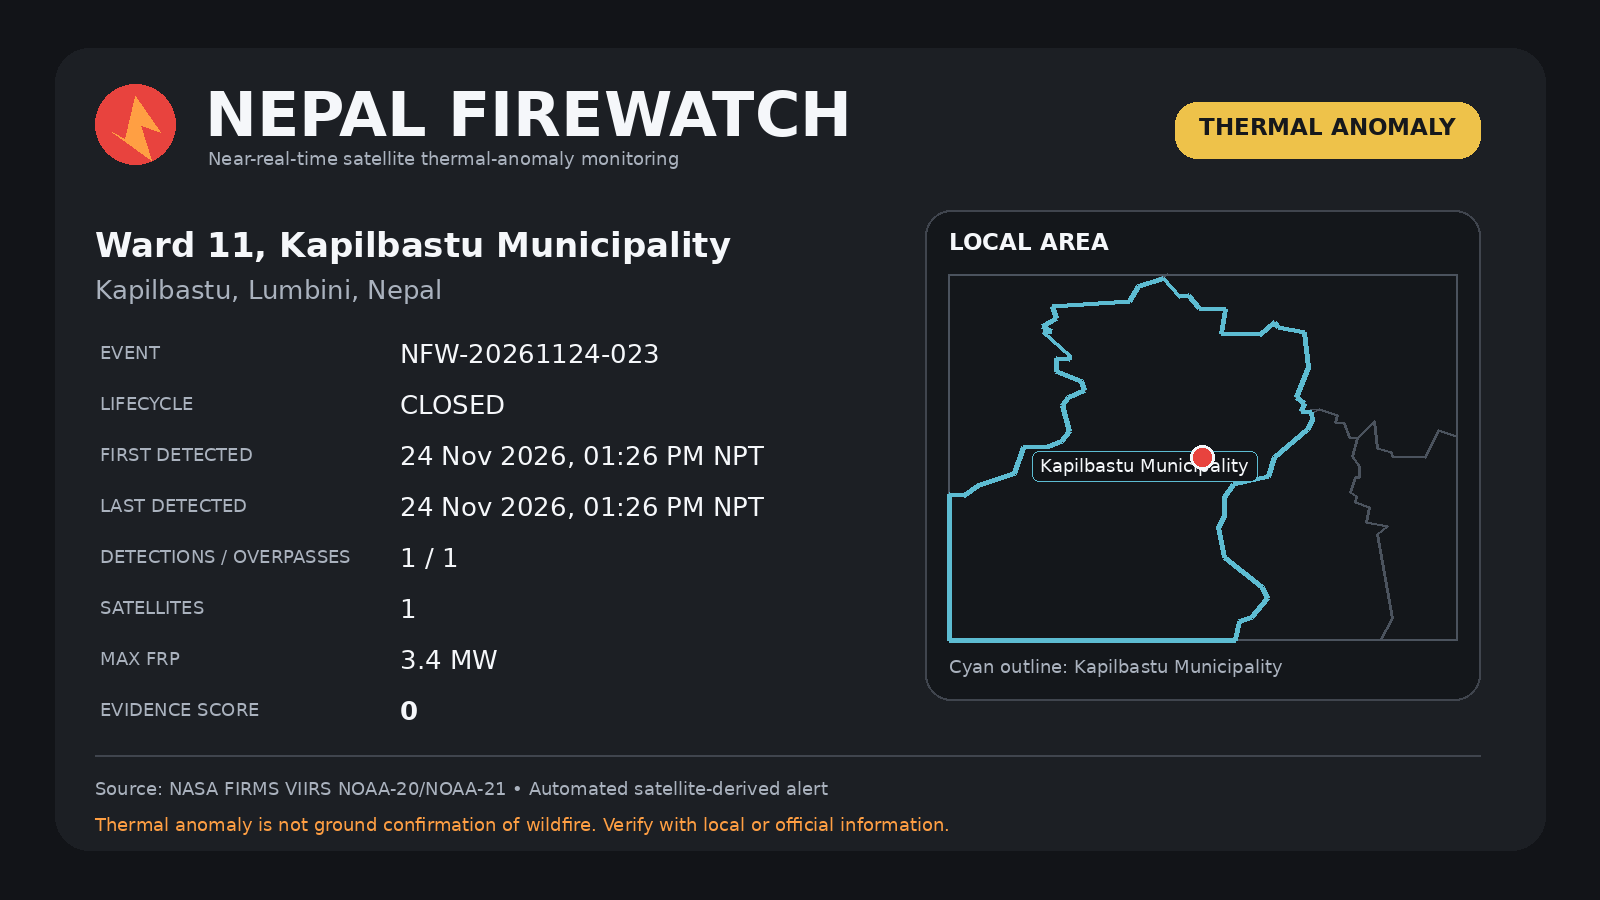 NEPAL FIREWATCH
Near-real-time satellite thermal-anomaly monitoring
THERMAL ANOMALY
Ward 11, Kapilbastu Municipality
Kapilbastu, Lumbini, Nepal
EVENT NFW-20261124-023
LIFECYCLE CLOSED
FIRST DETECTED 24 Nov 2026, 01:26 PM NPT
LAST DETECTED 24 Nov 2026, 01:26 PM NPT
DETECTIONS / OVERPASSES 1 / 1
SATELLITES 1
MAX FRP 3.4 MW
EVIDENCE SCORE 0
LOCAL AREA
Kapilbastu Municipality
Cyan outline: Kapilbastu Municipality
Source: NASA FIRMS VIIRS NOAA-20/NOAA-21 • Automated satellite-derived alert
Thermal anomaly is not ground confirmation of wildfire. Verify with local or official information.